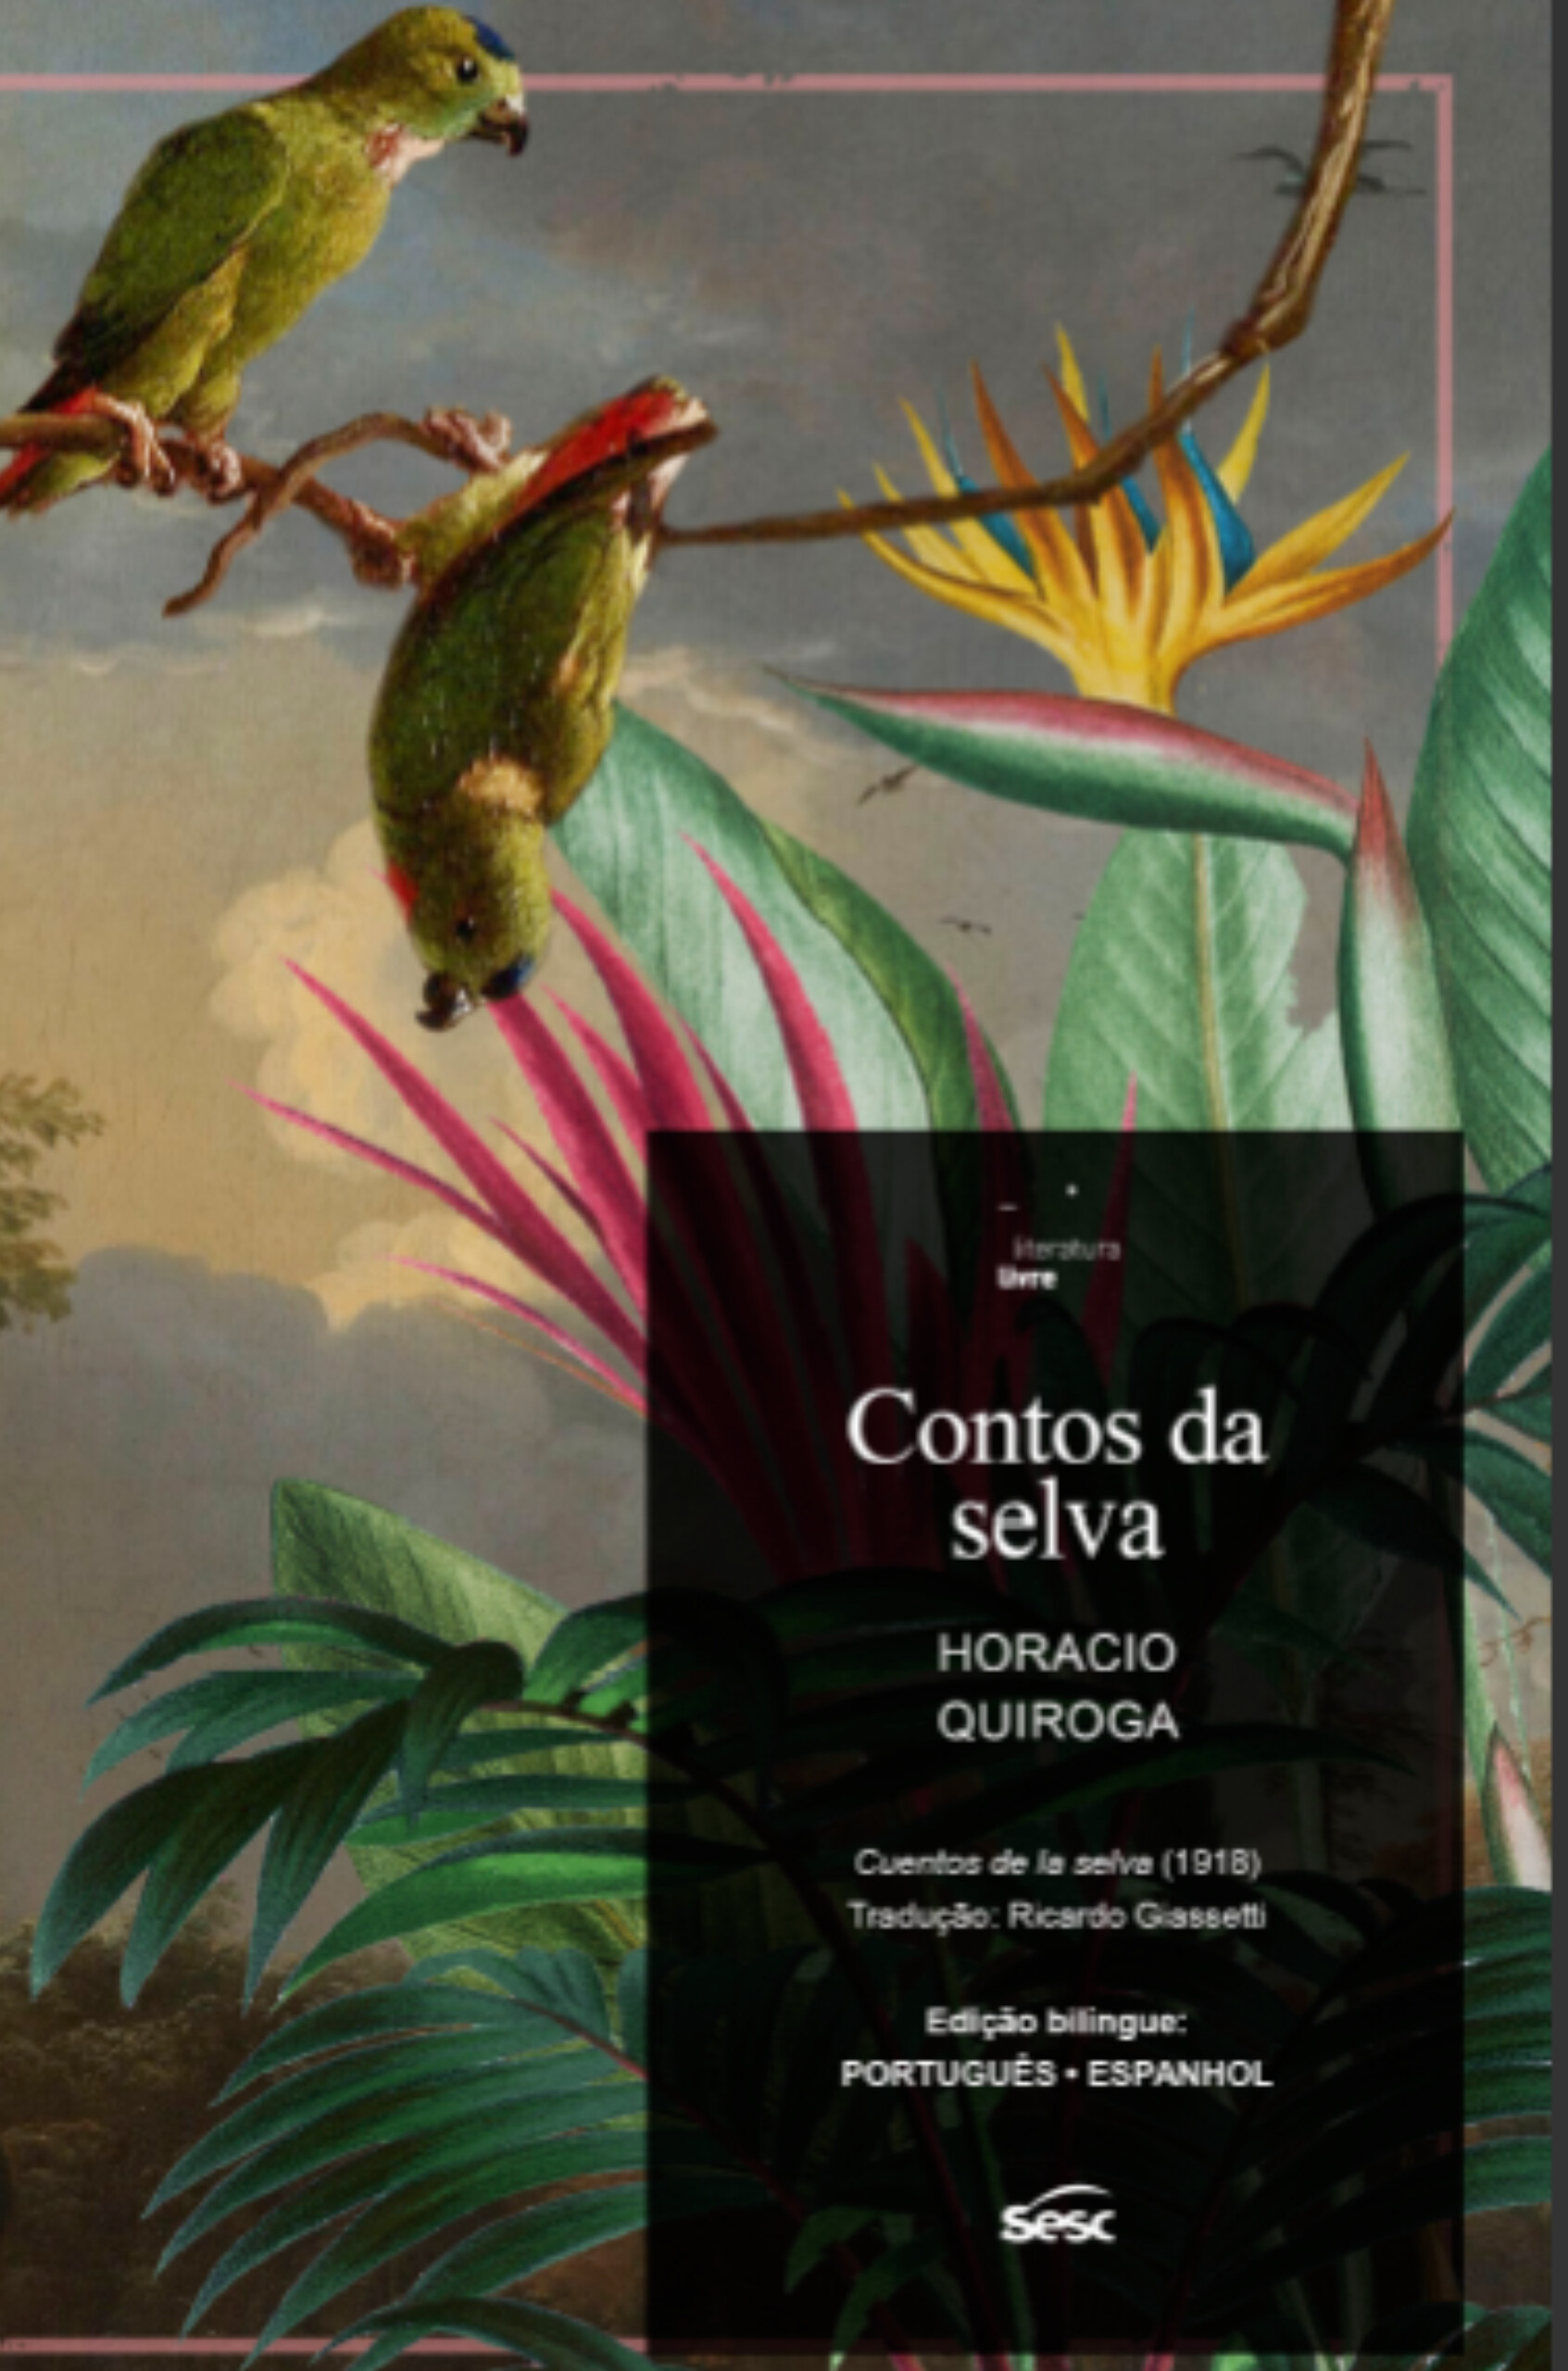 literatura
livre
Contos da
selva
HORACIO
QUIROGA
Cuentos de la selva (1918)
Tradução: Ricardo Giassetti
Edição bilíngue:
PORTUGUÊS • ESPANHOL
Sesc